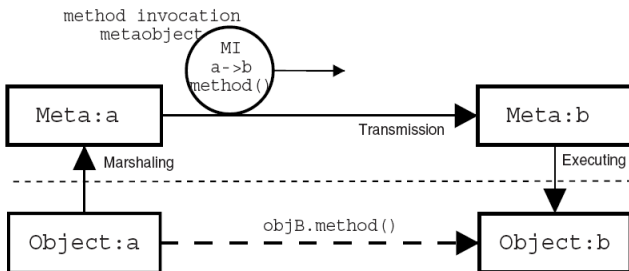 method invocation
metaobject
MI
a->b
method()
Meta:a
Transmission
Meta:b
Marshaling
Executing
objB.method()
Object:a
Object:b